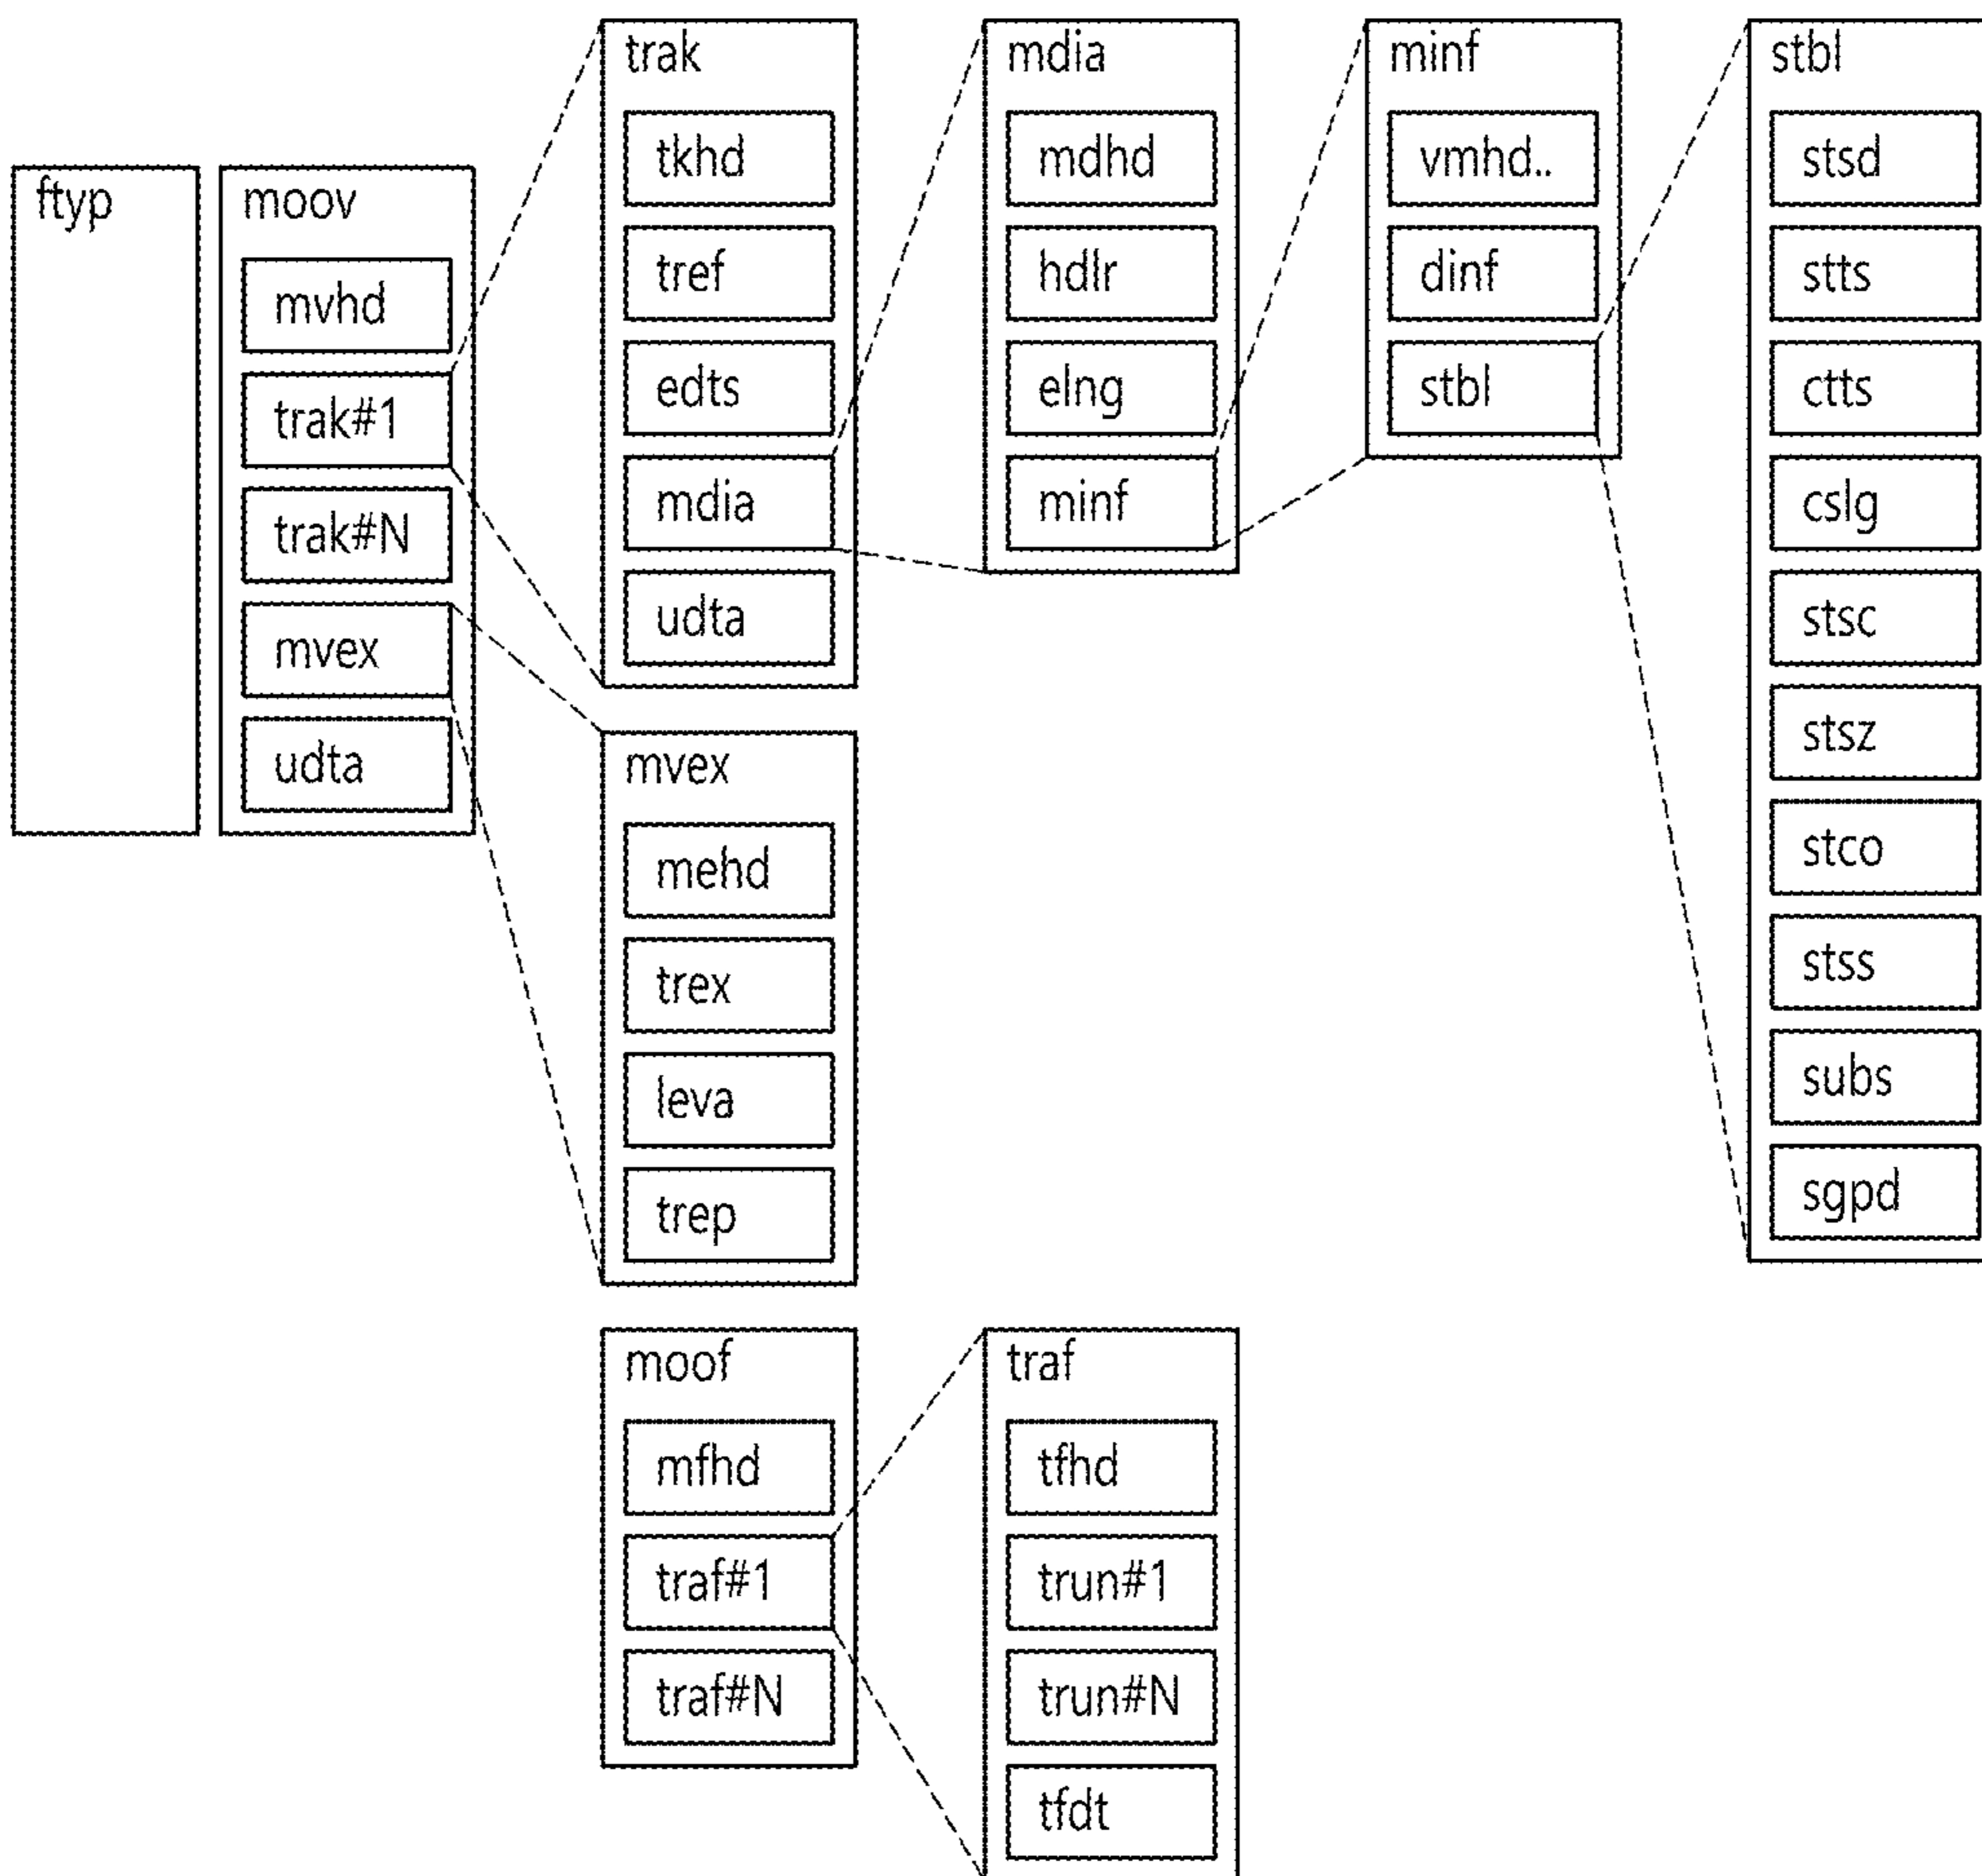 ftyp
moov
mvhd
trak#1
trak#N
mvex
udta
trak
tkhd
tref
edts
mdia
udta
mdia
mdhd
hdlr
elng
minf
minf
vmhd..
dinf
stbl
stbl
stsd
stts
ctts
cslg
stsc
stsz
stco
stss
subs
sgpd
mvex
mehd
trex
leva
trep
moof
mfhd
traf#1
traf#N
traf
tfhd
trun#1
trun#N
tfdt